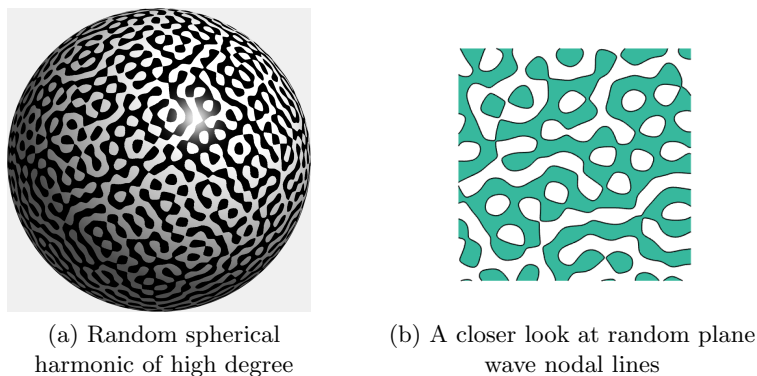 (a) Random spherical
harmonic of high degree
(b) A closer look at random plane
wave nodal lines